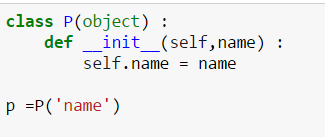 class P(object) :
    def __init__(self,name) :
        self.name = name

p =P('name')